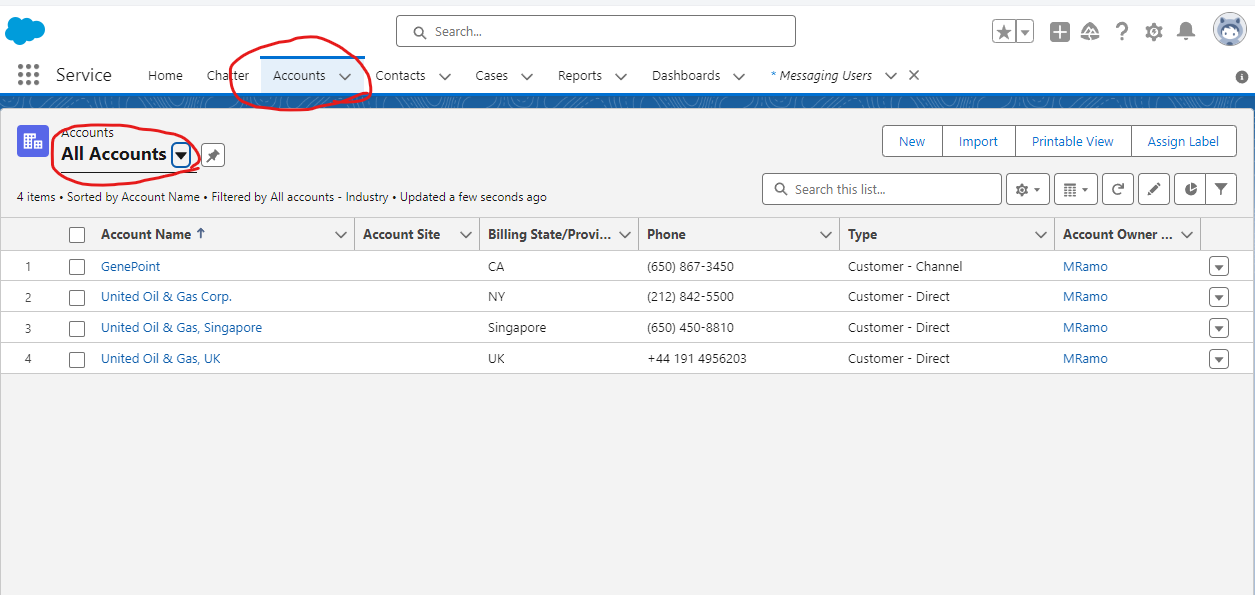 Search...
Service Home Chatter Accounts Contacts Cases Reports Dashboards * Messaging Users
Accounts
All Accounts
New Import Printable View Assign Label
4 items • Sorted by Account Name • Filtered by All accounts - Industry • Updated a few seconds ago
Search this list...
Account Name ↑ Account Site Billing State/Provi... Phone Type Account Owner ...
1 GenePoint CA (650) 867-3450 Customer - Channel MRamo
2 United Oil & Gas Corp. NY (212) 842-5500 Customer - Direct MRamo
3 United Oil & Gas, Singapore Singapore (650) 450-8810 Customer - Direct MRamo
4 United Oil & Gas, UK UK +44 191 4956203 Customer - Direct MRamo